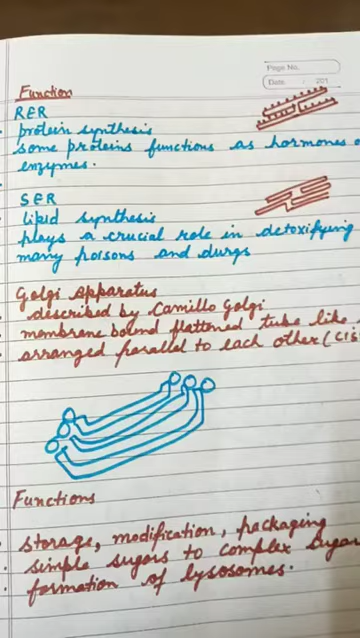 Page No.
Date / 201
Function
RER
• protein synthesis
• some proteins functions as hormones o
enzymes.
SER
• lipid synthesis
• plays a crucial role in detoxifying
many poisons and durgs
Golgi Apparatus
• described by Camillo Golgi
• membrane bound flattened tube like
• arranged parallel to each other (cis
Functions
• storage, modification, packaging
• simple sugars to complex sugar
• formation of lysosomes.